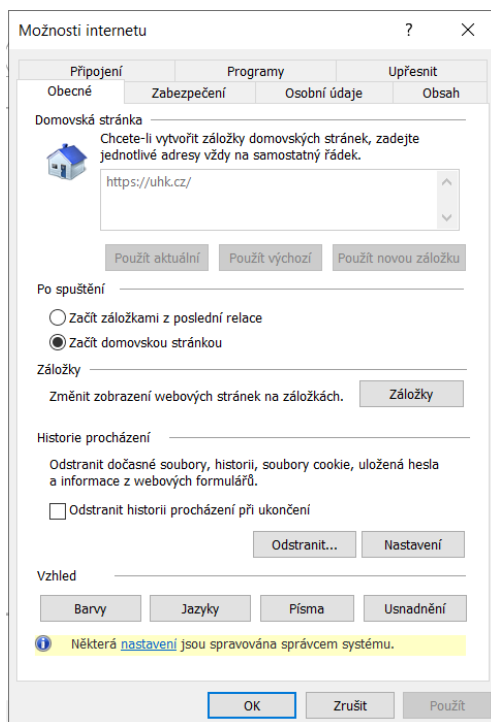 Možnosti internetu
?
Připojení Programy Upřesnit
Obecné Zabezpečení Osobní údaje Obsah
Domovská stránka
Chcete-li vytvořit záložky domovských stránek, zadejte
jednotlivé adresy vždy na samostatný řádek.
https://uhk.cz/
Použít aktuální Použít výchozí Použít novou záložku
Po spuštění
Začít záložkami z poslední relace
Začít domovskou stránkou
Záložky
Změnit zobrazení webových stránek na záložkách. Záložky
Historie procházení
Odstranit dočasné soubory, historii, soubory cookie, uložená hesla
a informace z webových formulářů.
Odstranit historii procházení při ukončení
Odstranit... Nastavení
Vzhled
Barvy Jazyky Písma Usnadnění
Některá nastavení jsou spravována správcem systému.
OK Zrušit Použít